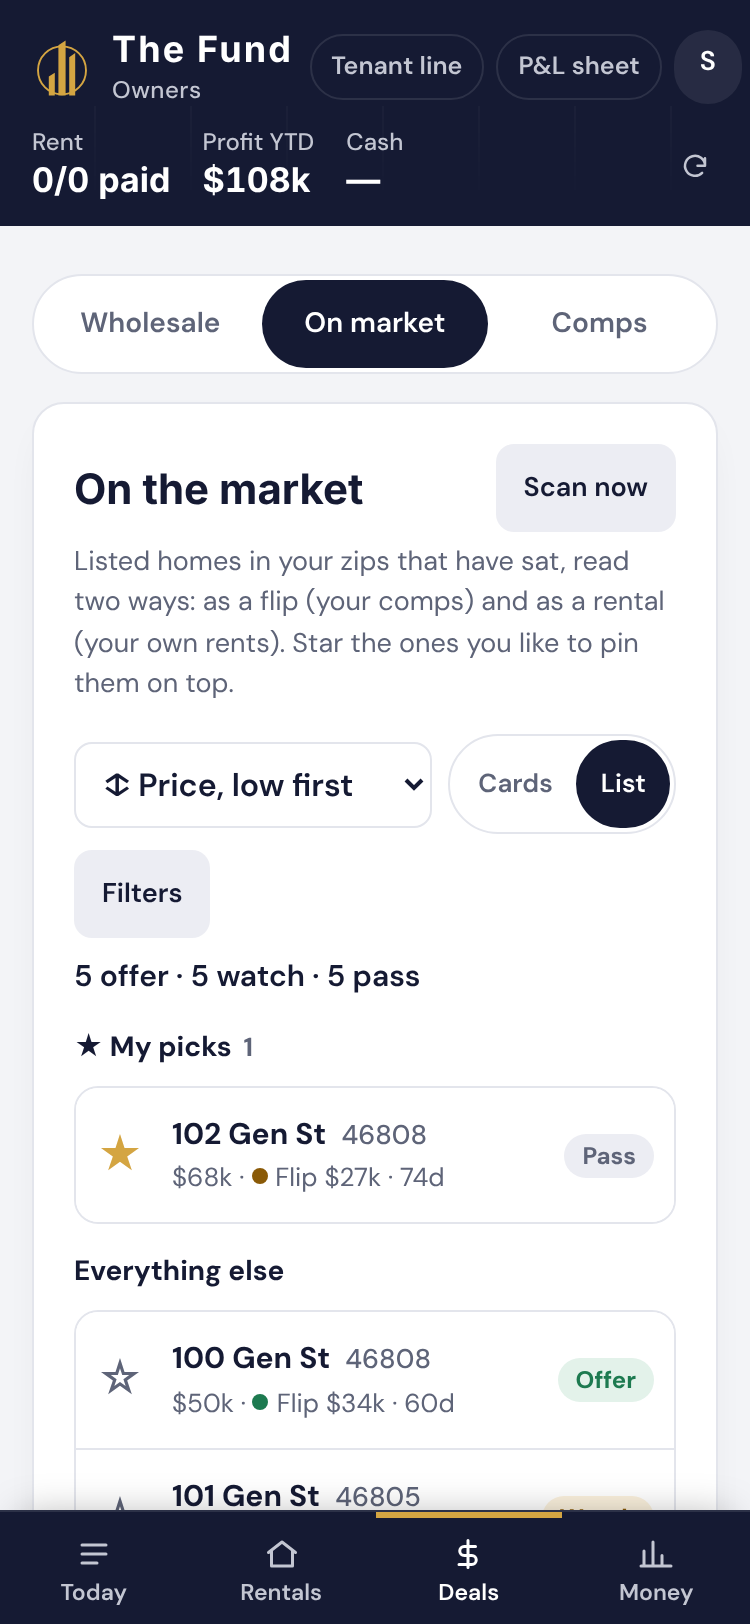 The Fund
Owners
Tenant line
P&L sheet
S
Rent
0/0 paid
Profit YTD
$108k
Cash
—
Wholesale
On market
Comps
On the market
Scan now
Listed homes in your zips that have sat, read
two ways: as a flip (your comps) and as a rental
(your own rents). Star the ones you like to pin
them on top.
Price, low first
Cards
List
Filters
5 offer · 5 watch · 5 pass
★ My picks 1
102 Gen St 46808
$68k · Flip $27k · 74d
Pass
Everything else
100 Gen St 46808
$50k · Flip $34k · 60d
Offer
101 Gen St 46805
Today
Rentals
Deals
Money